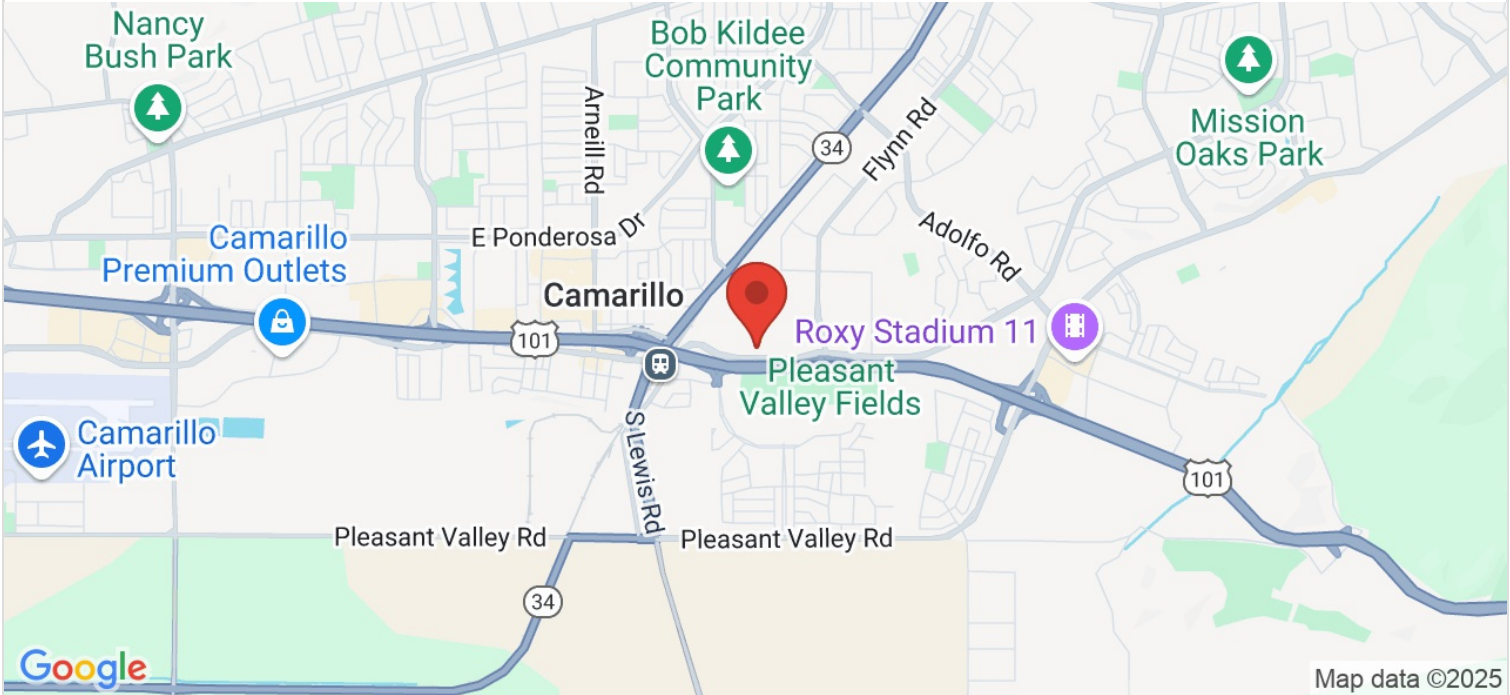 Nancy
Bush Park
Bob Kildee
Community
Park
Arneill Rd
34
Flynn Rd
Mission
Oaks Park
E Ponderosa Dr
Adolfo Rd
Camarillo
Premium Outlets
Camarillo
101
Roxy Stadium 11
Pleasant
Valley Fields
Camarillo
Airport
S Lewis Rd
101
Pleasant Valley Rd
Pleasant Valley Rd
34
Google
Map data ©2025